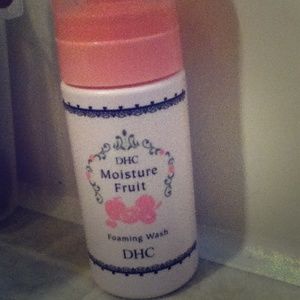 DHC
Moisture
Fruit
Foaming Wash
DHC